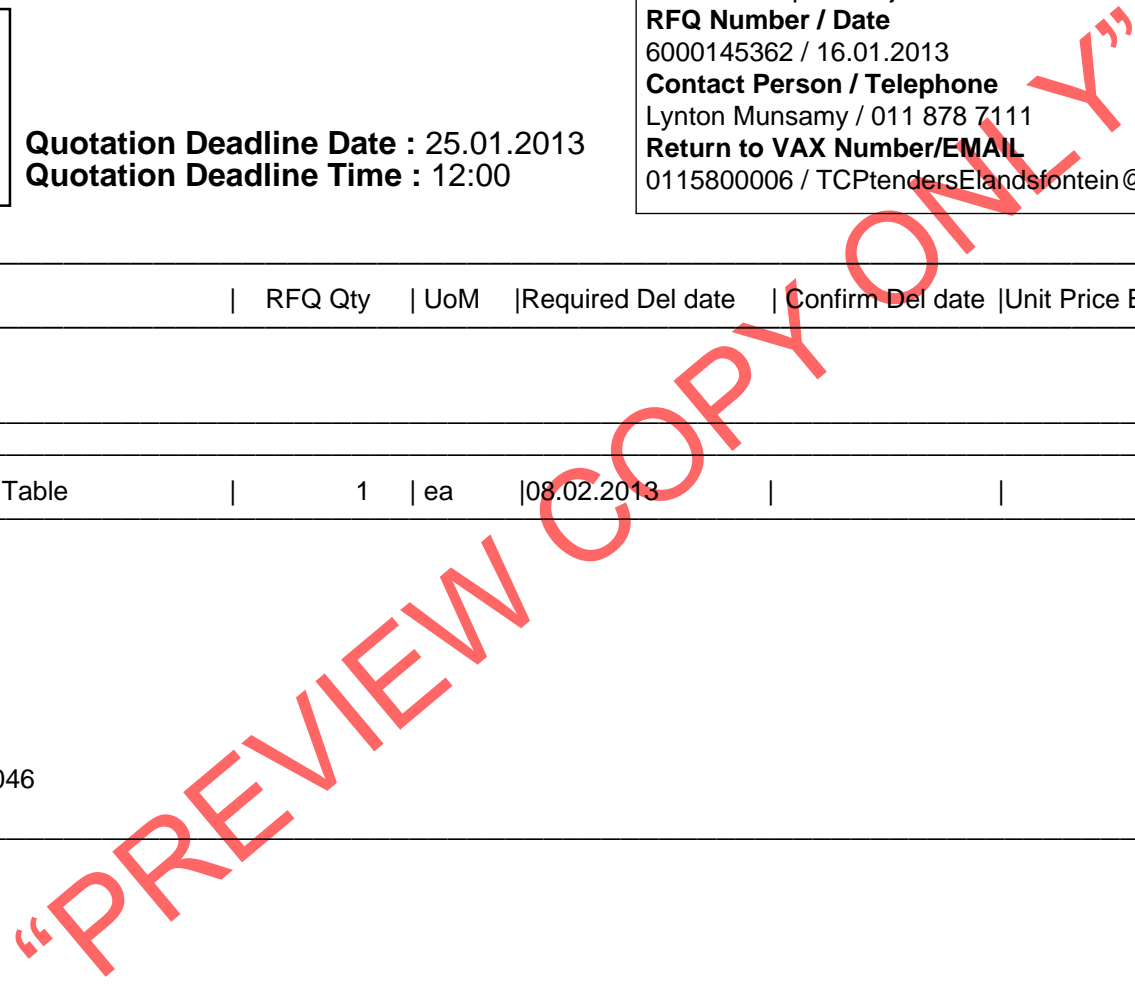 RFQ Number / Date
6000145362 / 16.01.2013
Contact Person / Telephone
Lynton Munsamy / 011 878 7111
Return to VAX Number/EMAIL
0115800006 / TCPtendersElandsfontein@
Quotation Deadline Date : 25.01.2013
Quotation Deadline Time : 12:00
| RFQ Qty | UoM |Required Del date | Confirm Del date |Unit Price E
Table | 1 | ea |08.02.2013 | |
046
“PREVIEW COPY ONLY”